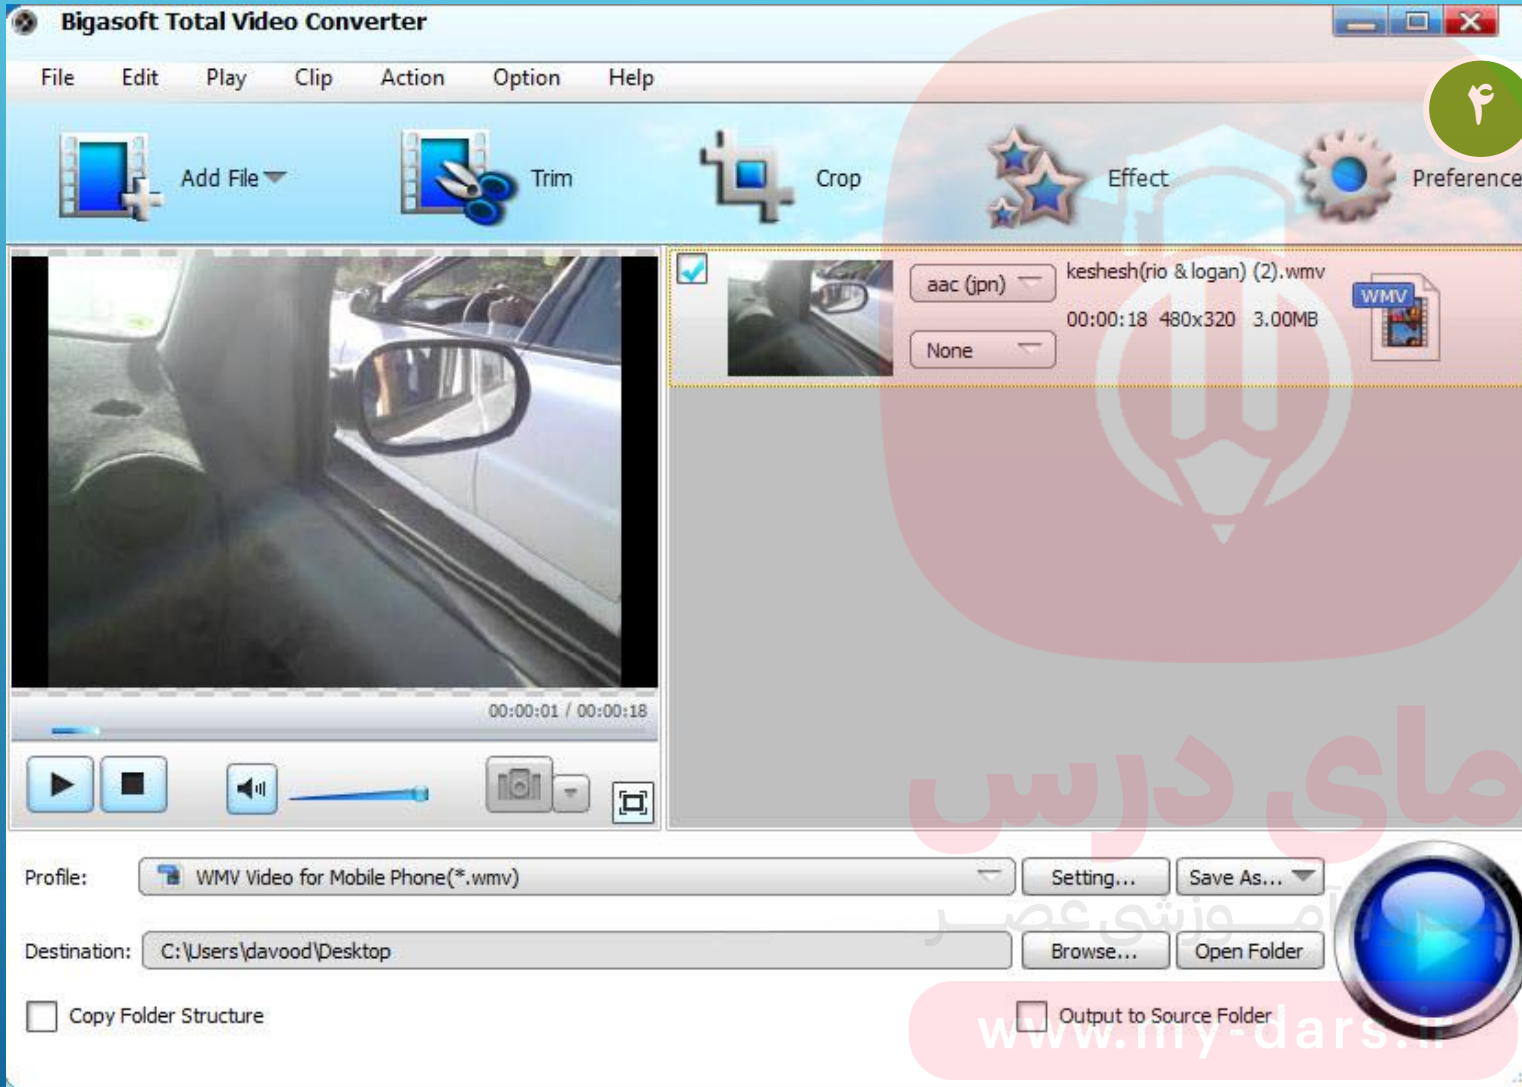 Bigasoft Total Video Converter
File Edit Play Clip Action Option Help
۴
Add File Trim Crop Effect Preference
aac (jpn) keshesh(rio & logan) (2).wmv
WMV
00:00:18 480x320 3.00MB
None
00:00:01 / 00:00:18
مای درس
Profile: WMV Video for Mobile Phone(*.wmv) Setting... Save As...
گروه آموزشی عصر
Destination: C:\Users\davood\Desktop Browse... Open Folder
Copy Folder Structure Output to Source Folder
www.my-dars.ir